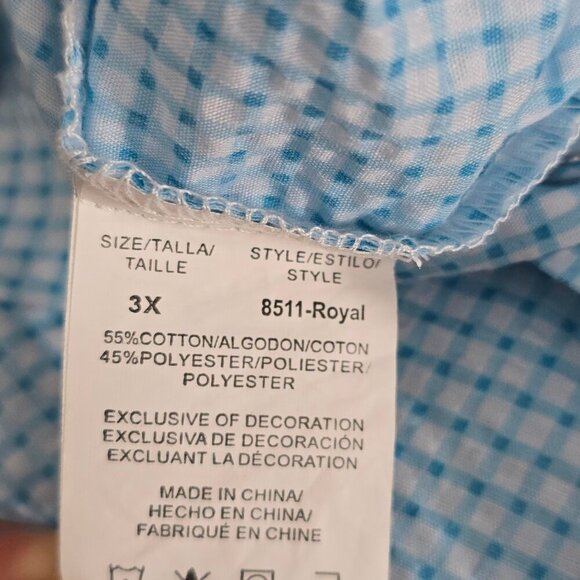 SIZE/TALLA/
TAILLE
STYLE/ESTILO/
STYLE
3X
8511-Royal
55%COTTON/ALGODON/COTON
45%POLYESTER/POLIESTER/
POLYESTER
EXCLUSIVE OF DECORATION
EXCLUSIVA DE DECORACIÓN
EXCLUANT LA DÉCORATION
MADE IN CHINA/
HECHO EN CHINA/
FABRIQUÉ EN CHINE